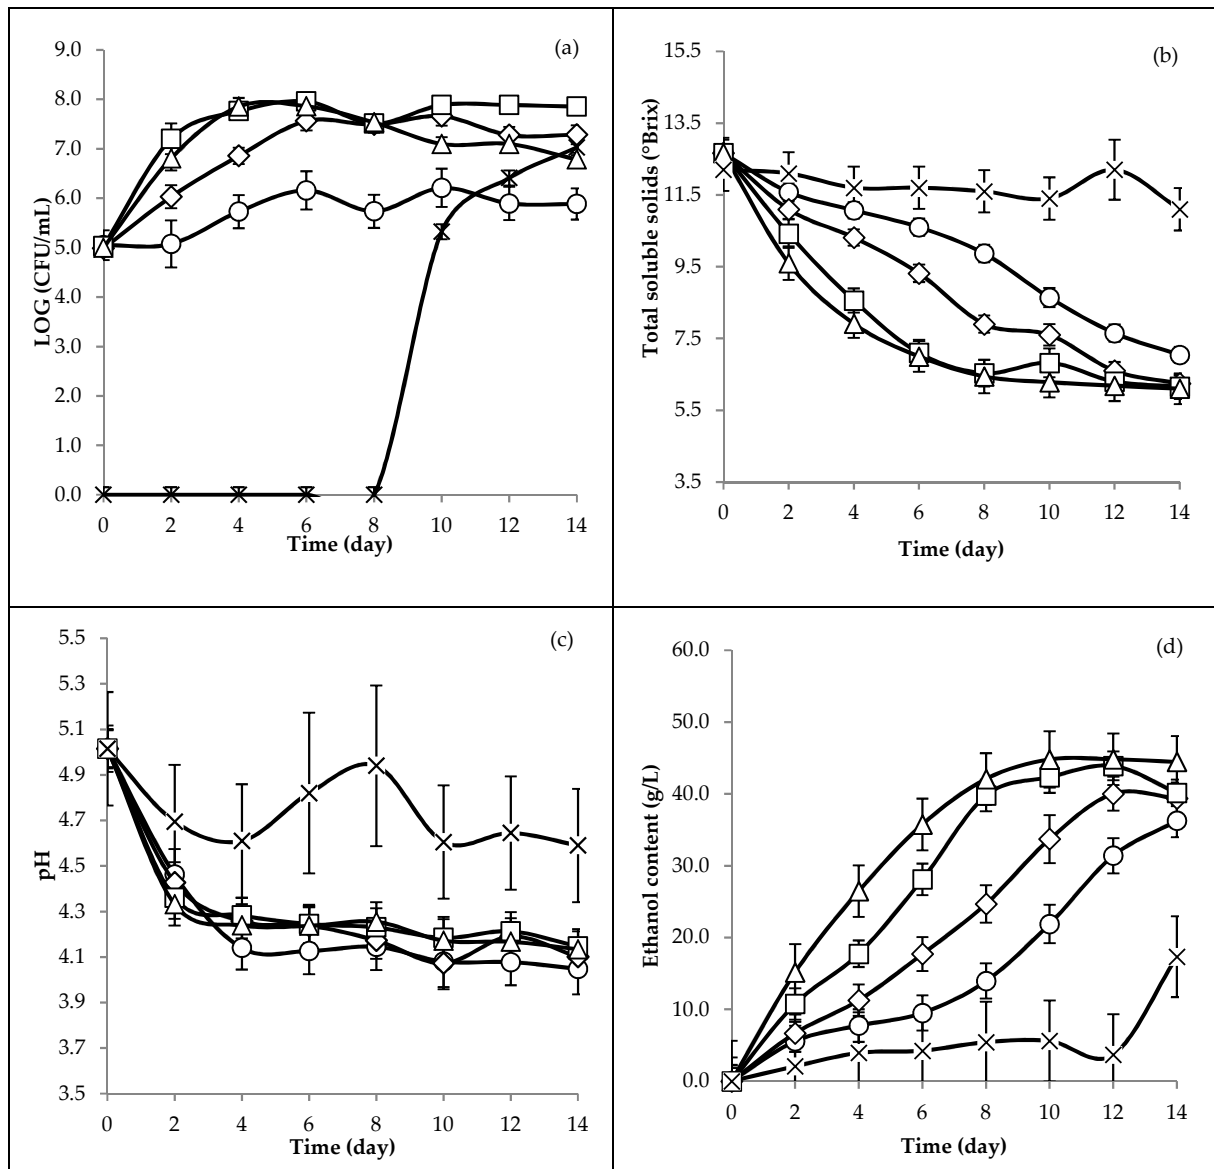 (a)
LOG (CFU/mL)
9.0
8.0
7.0
6.0
5.0
4.0
3.0
2.0
1.0
0.0
0 2 4 6 8 10 12 14
Time (day)
(b)
Total soluble solids (°Brix)
15.5
13.5
11.5
9.5
7.5
5.5
3.5
0 2 4 6 8 10 12 14
Time (day)
(c)
pH
5.5
5.3
5.1
4.9
4.7
4.5
4.3
4.1
3.9
3.7
3.5
0 2 4 6 8 10 12 14
Time (day)
(d)
Ethanol content (g/L)
60.0
50.0
40.0
30.0
20.0
10.0
0.0
0 2 4 6 8 10 12 14
Time (day)